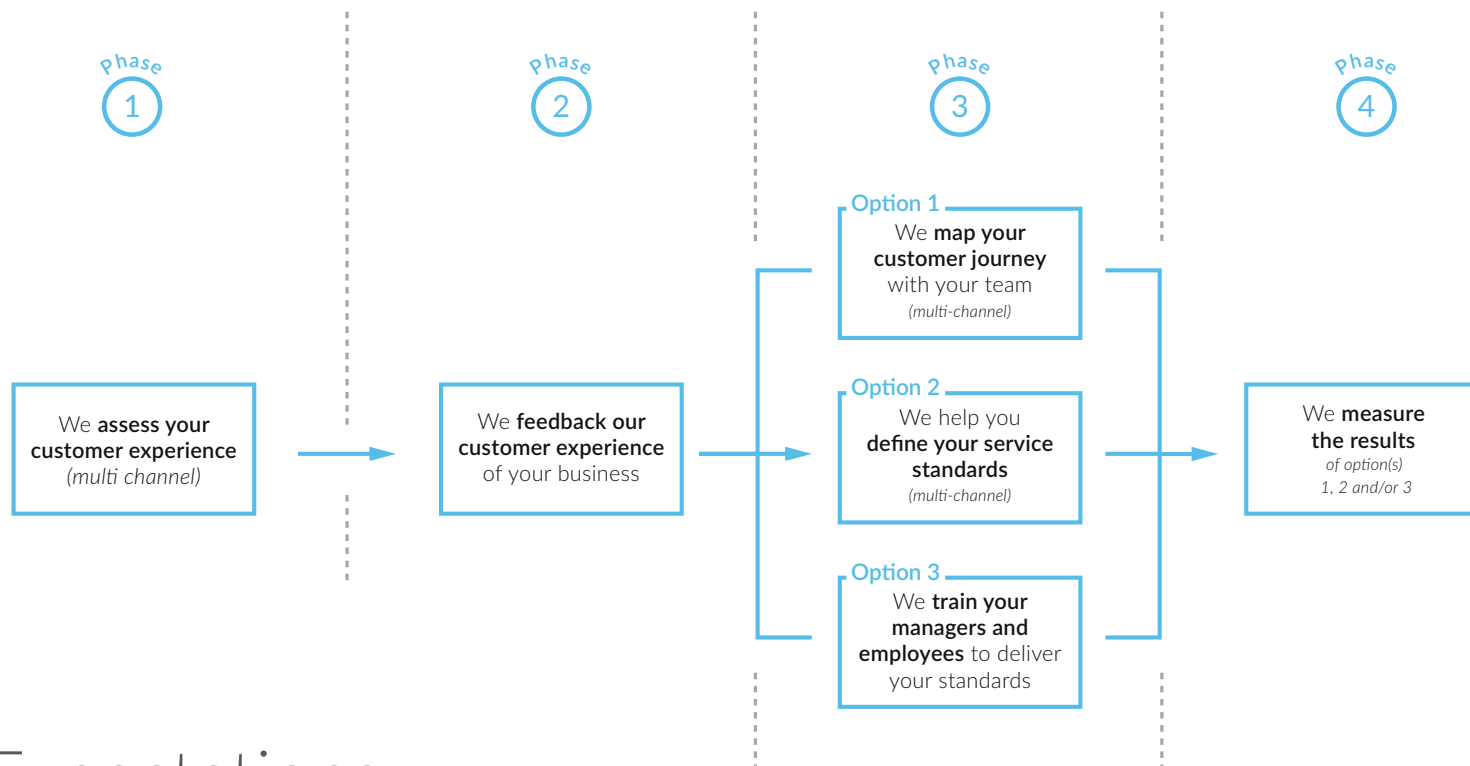 Phase
1
We assess your
customer experience
(multi channel)
Phase
2
We feedback our
customer experience
of your business
Phase
3
Option 1
We map your
customer journey
with your team
(multi-channel)
Option 2
We help you
define your service
standards
(multi-channel)
Option 3
We train your
managers and
employees to deliver
your standards
Phase
4
We measure
the results
of option(s)
1, 2 and/or 3